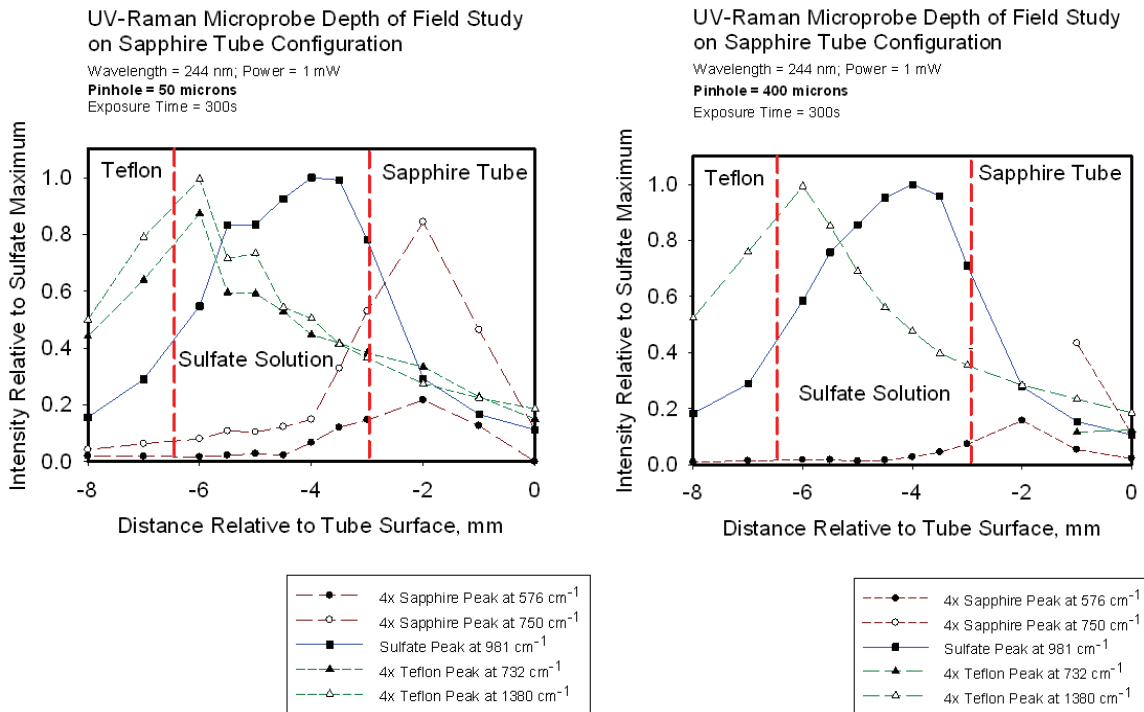 UV-Raman Microprobe Depth of Field Study
on Sapphire Tube Configuration
Wavelength = 244 nm; Power = 1 mW
Pinhole = 50 microns
Exposure Time = 300s
Intensity Relative to Sulfate Maximum
1.0
0.8
0.6
0.4
0.2
0.0
Teflon
Sapphire Tube
Sulfate Solution
-8
-6
-4
-2
0
Distance Relative to Tube Surface, mm
4x Sapphire Peak at 576 cm⁻¹
4x Sapphire Peak at 750 cm⁻¹
Sulfate Peak at 981 cm⁻¹
4x Teflon Peak at 732 cm⁻¹
4x Teflon Peak at 1380 cm⁻¹
UV-Raman Microprobe Depth of Field Study
on Sapphire Tube Configuration
Wavelength = 244 nm; Power = 1 mW
Pinhole = 400 microns
Exposure Time = 300s
Intensity Relative to Sulfate Maximum
1.0
0.8
0.6
0.4
0.2
0.0
Teflon
Sapphire Tube
Sulfate Solution
-8
-6
-4
-2
0
Distance Relative to Tube Surface, mm
4x Sapphire Peak at 576 cm⁻¹
4x Sapphire Peak at 750 cm⁻¹
Sulfate Peak at 981 cm⁻¹
4x Teflon Peak at 732 cm⁻¹
4x Teflon Peak at 1380 cm⁻¹